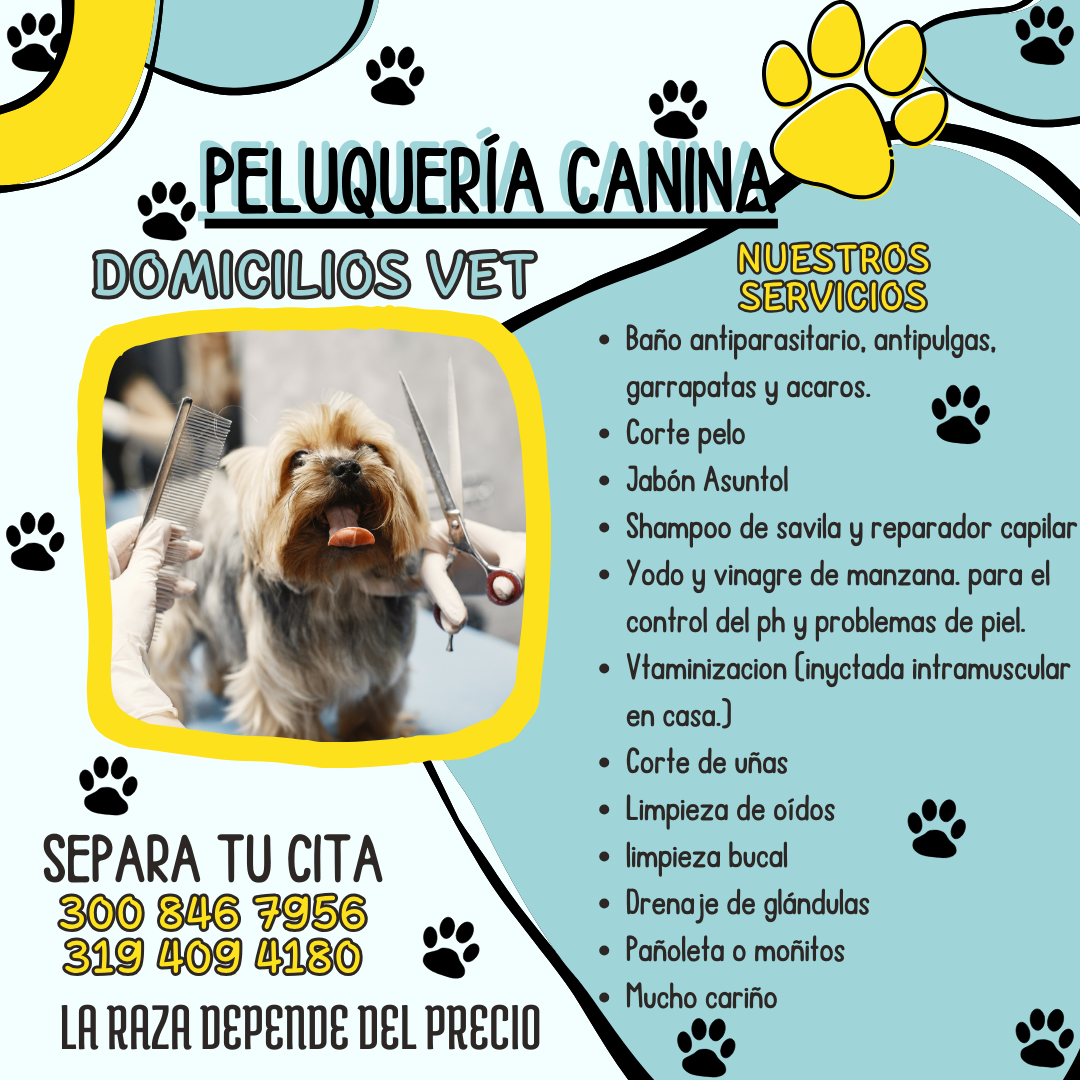 PELUQUERÍA CANINA
DOMICILIOS VET
NUESTROS
SERVICIOS
• Baño antiparasitario, antipulgas,
garrapatas y acaros.
• Corte pelo
• Jabón Asuntol
• Shampoo de savila y reparador capilar
• Yodo y vinagre de manzana. para el
control del ph y problemas de piel.
• Vtaminizacion (inyctada intramuscular
en casa.)
• Corte de uñas
• Limpieza de oídos
• limpieza bucal
• Drenaje de glándulas
• Pañoleta o moñitos
• Mucho cariño
SEPARA TU CITA
300 846 7956
319 409 4180
LA RAZA DEPENDE DEL PRECIO